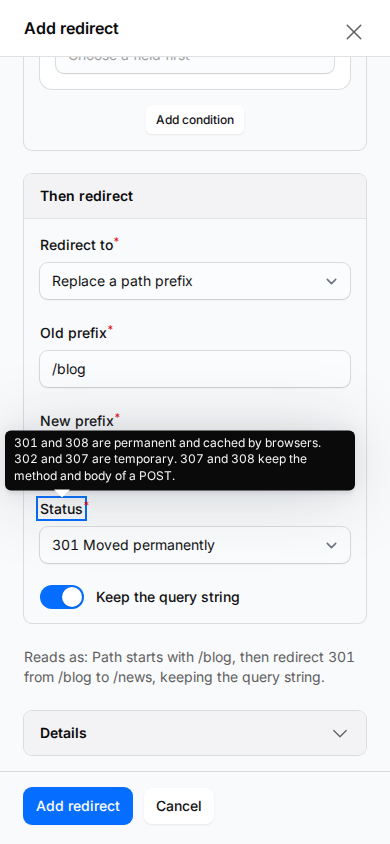 Add redirect
Choose a field first
Add condition
Then redirect
Redirect to*
Replace a path prefix
Old prefix*
/blog
New prefix*
301 and 308 are permanent and cached by browsers.
302 and 307 are temporary. 307 and 308 keep the
method and body of a POST.
Status*
301 Moved permanently
Keep the query string
Reads as: Path starts with /blog, then redirect 301
from /blog to /news, keeping the query string.
Details
Add redirect
Cancel